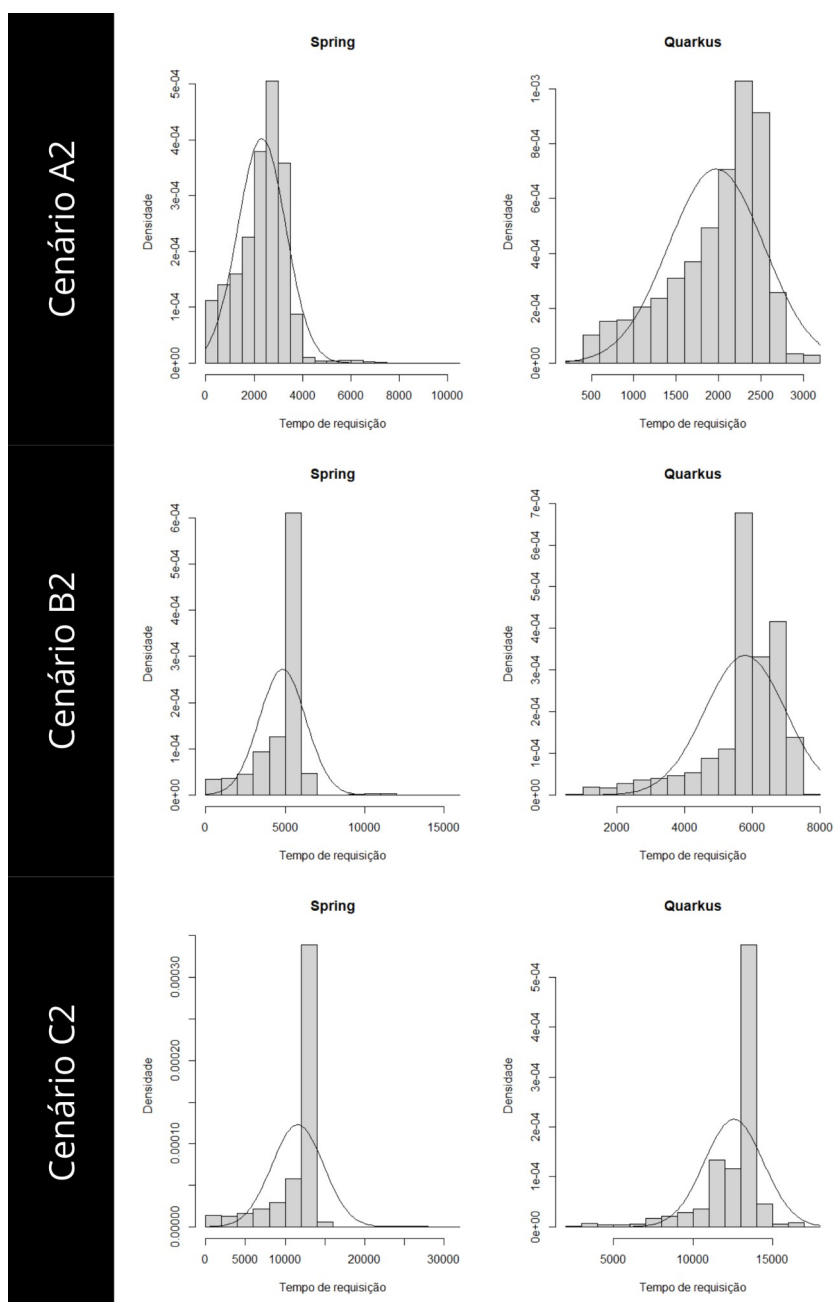 Cenário A2
Spring
Densidade
0e+00 1e-04 2e-04 3e-04 4e-04 5e-04
0 2000 4000 6000 8000 10000
Tempo de requisição
Quarkus
Densidade
0e+00 2e-04 4e-04 6e-04 8e-04 1e-03
500 1000 1500 2000 2500 3000
Tempo de requisição
Cenário B2
Spring
Densidade
0e+00 1e-04 2e-04 3e-04 4e-04 5e-04 6e-04
0 5000 10000 15000
Tempo de requisição
Quarkus
Densidade
0e+00 1e-04 2e-04 3e-04 4e-04 5e-04 6e-04 7e-04
2000 4000 6000 8000
Tempo de requisição
Cenário C2
Spring
Densidade
0.00000 0.00010 0.00020 0.00030
0 5000 10000 20000 30000
Tempo de requisição
Quarkus
Densidade
0e+00 1e-04 2e-04 3e-04 4e-04 5e-04
5000 10000 15000
Tempo de requisição